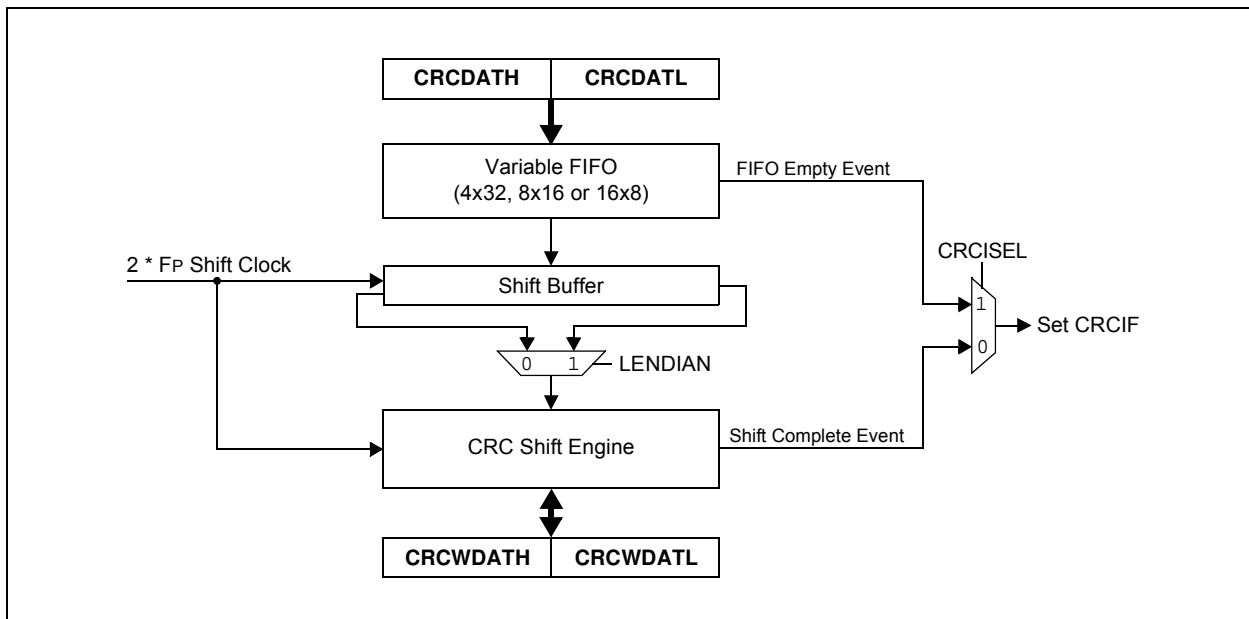 CRCDATH CRCDATL
Variable FIFO
(4x32, 8x16 or 16x8)
FIFO Empty Event
CRCISEL
2 * FP Shift Clock
Shift Buffer
1
Set CRCIF
0
0 1
LENDIAN
CRC Shift Engine
Shift Complete Event
CRCWDATH CRCWDATL